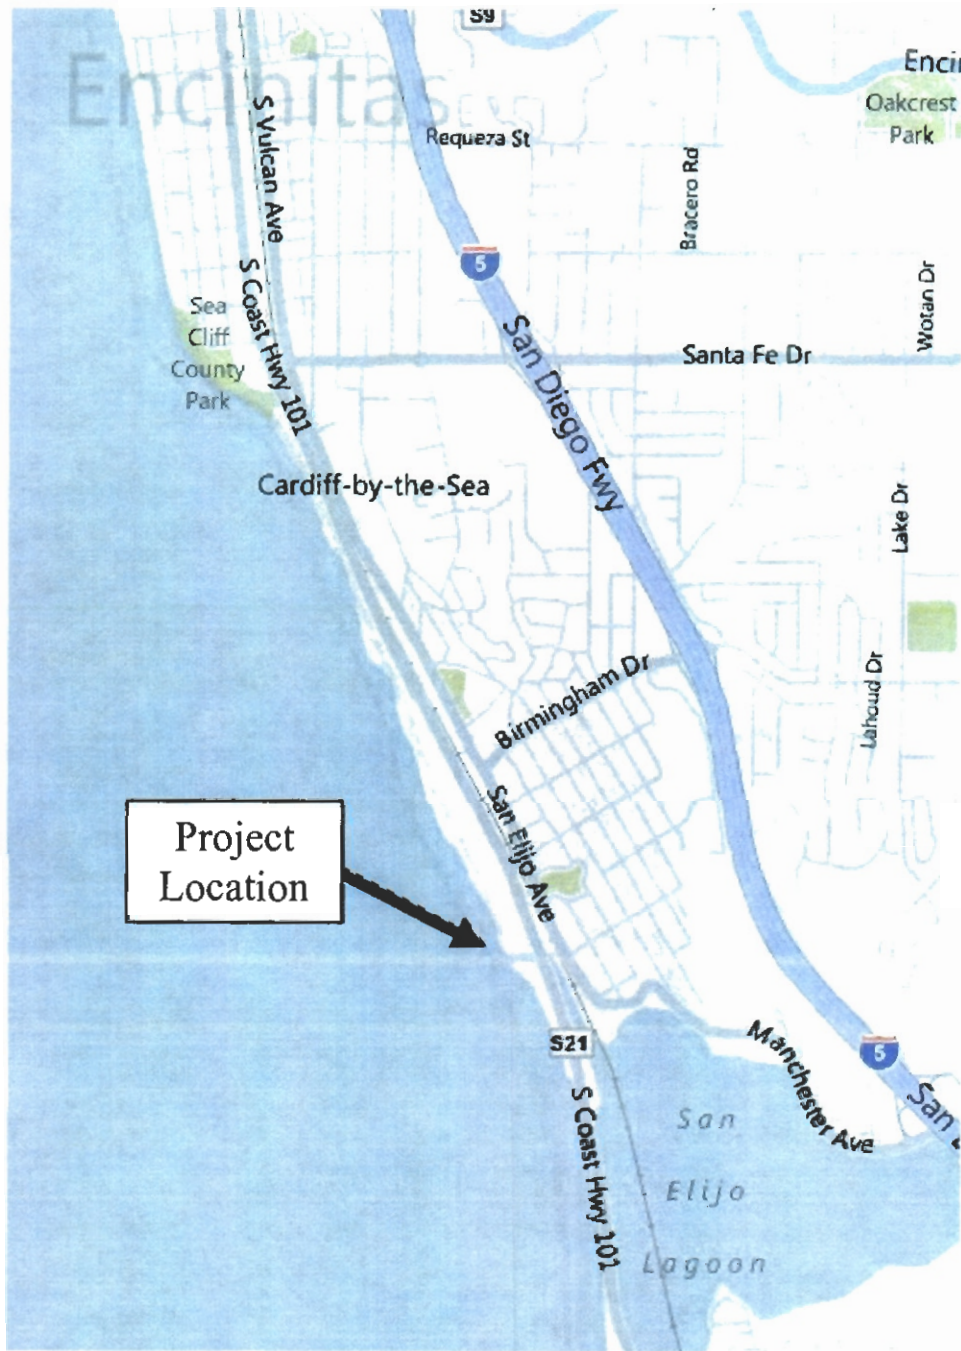 S9
Encinitas
Encin
Oakcrest
Park
Requeza St
S Vulcan Ave
Bracero Rd
5
S Coast Hwy 101
Wotan Dr
Sea
Cliff
County
Park
San Diego Fwy
Santa Fe Dr
Cardiff-by-the-Sea
Lake Dr
Birmingham Dr
Lahoud Dr
San Elijo Ave
Project
Location
S21
Manchester Ave
5
San
S Coast Hwy 101
San
Elijo
Lagoon